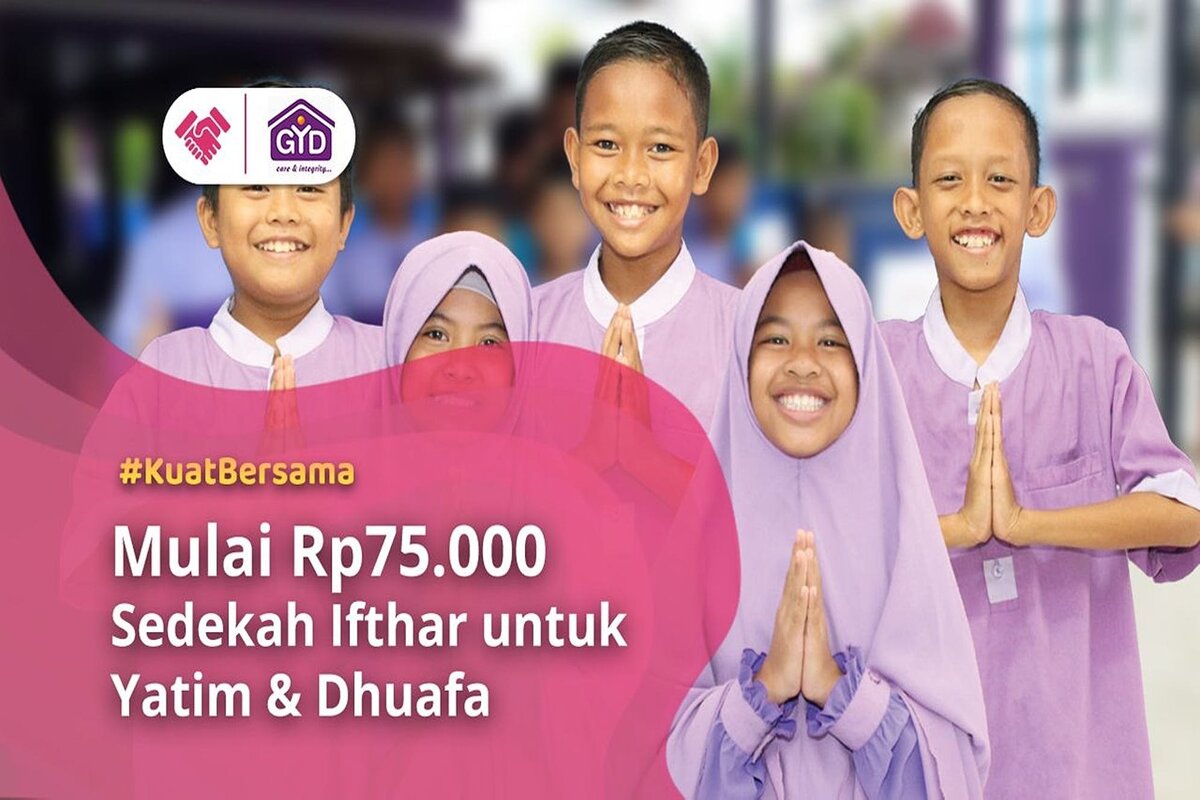 GYD
care & integrity...
#KuatBersama
Mulai Rp75.000
Sedekah Ifthar untuk
Yatim & Dhuafa